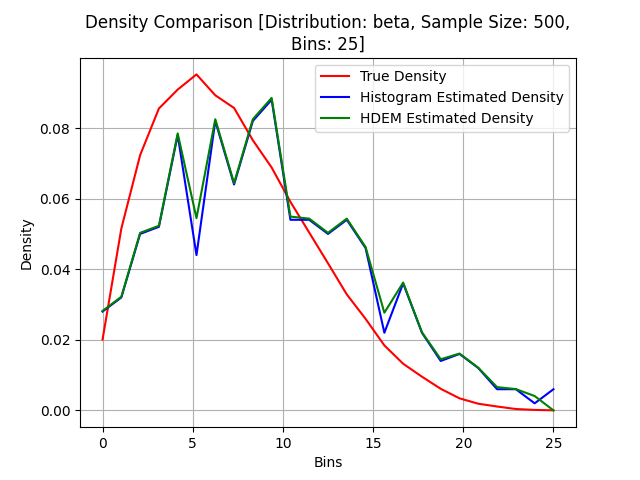 Density Comparison [Distribution: beta, Sample Size: 500,
Bins: 25]
True Density
Histogram Estimated Density
HDEM Estimated Density
Density
0.08
0.06
0.04
0.02
0.00
0 5 10 15 20 25
Bins